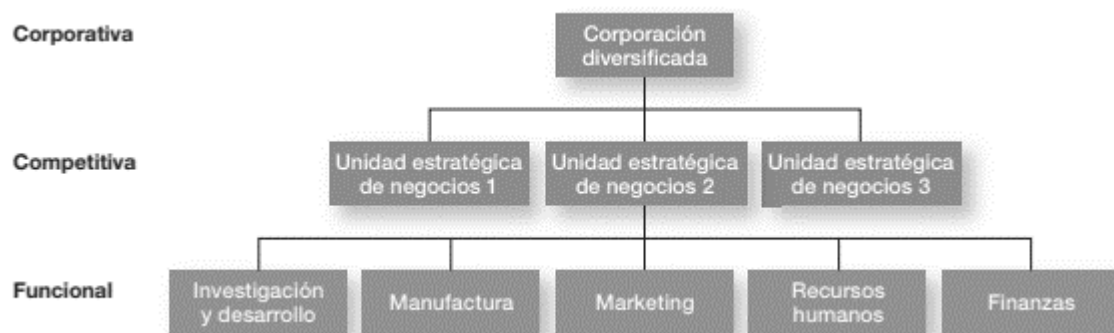 Corporativa
Corporación
diversificada
Competitiva
Unidad estratégica
de negocios 1
Unidad estratégica
de negocios 2
Unidad estratégica
de negocios 3
Funcional
Investigación
y desarrollo
Manufactura
Marketing
Recursos
humanos
Finanzas